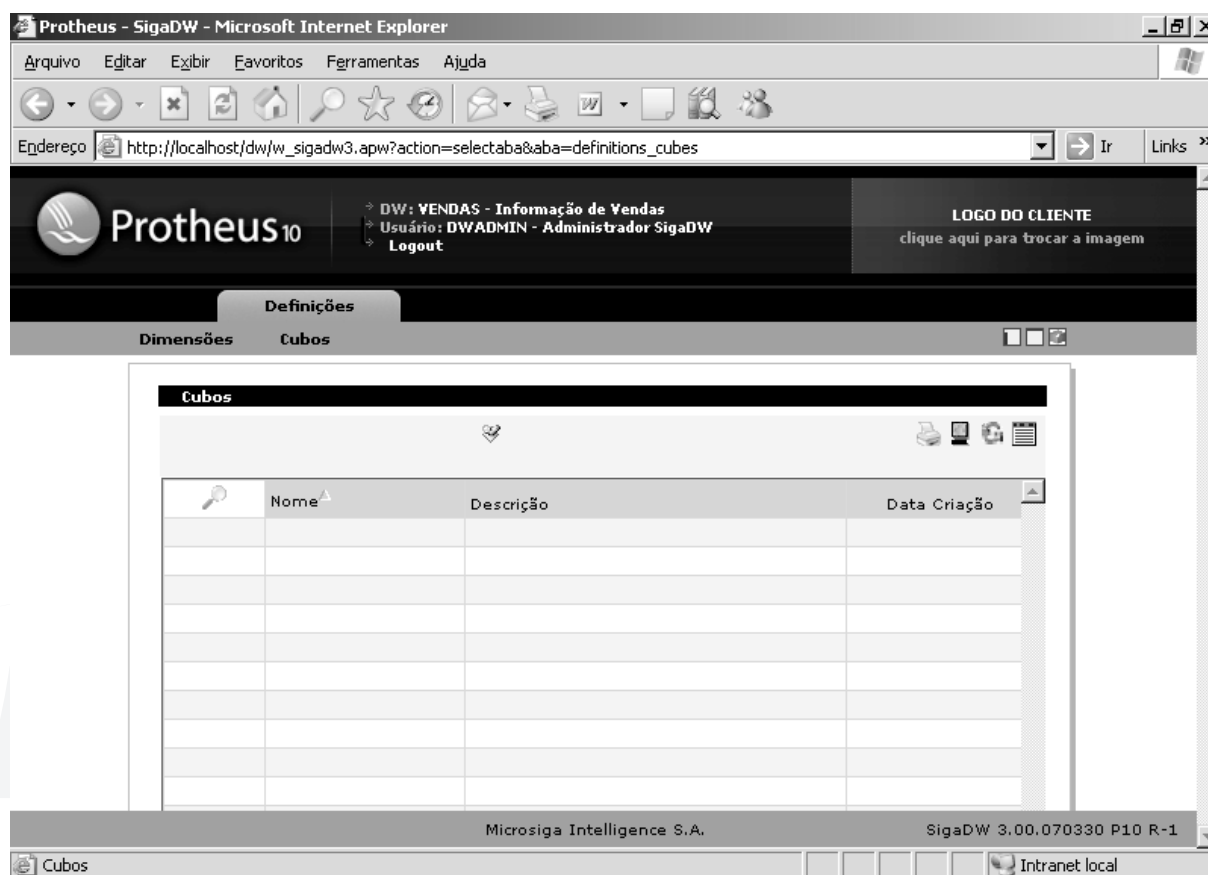 Protheus - SigaDW - Microsoft Internet Explorer
Arquivo Editar Exibir Favoritos Ferramentas Ajuda
Endereço http://localhost/dw/w_sigadw3.apw?action=selectaba&aba=definitions_cubes Ir Links »
Protheus10
DW: VENDAS - Informação de Vendas
Usuário: DWADMIN - Administrador SigaDW
Logout
LOGO DO CLIENTE
clique aqui para trocar a imagem
Definições
Dimensões Cubos
Cubos
Nome Descrição Data Criação
Microsiga Intelligence S.A. SigaDW 3.00.070330 P10 R-1
Cubos Intranet local